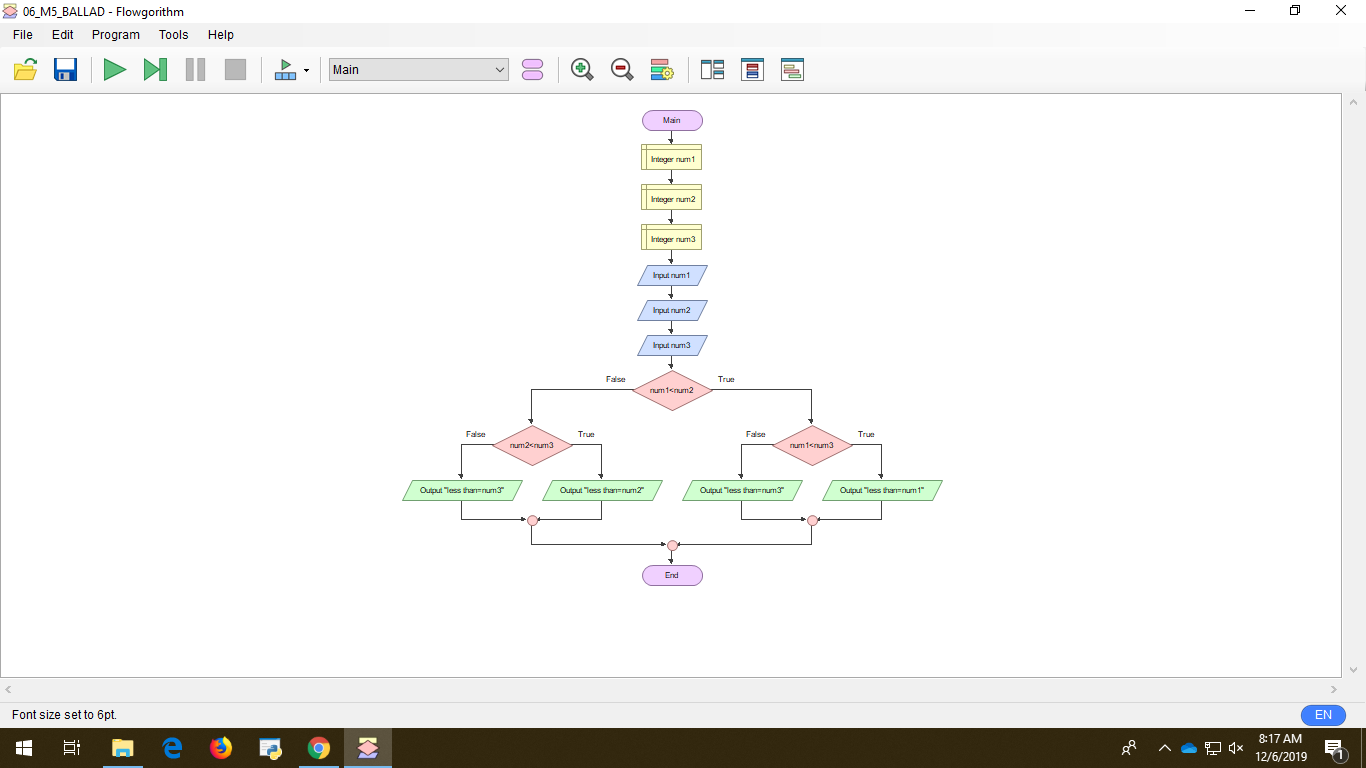 06_M5_BALLAD - Flowgorithm
File Edit Program Tools Help
Main
Main
Integer num1
Integer num2
Integer num3
Input num1
Input num2
Input num3
False True
num1<num2
False True False True
num2<num3 num1<num3
Output "less than=num3" Output "less than=num2" Output "less than=num3" Output "less than=num1"
End
Font size set to 6pt.
EN
8:17 AM
12/6/2019
1